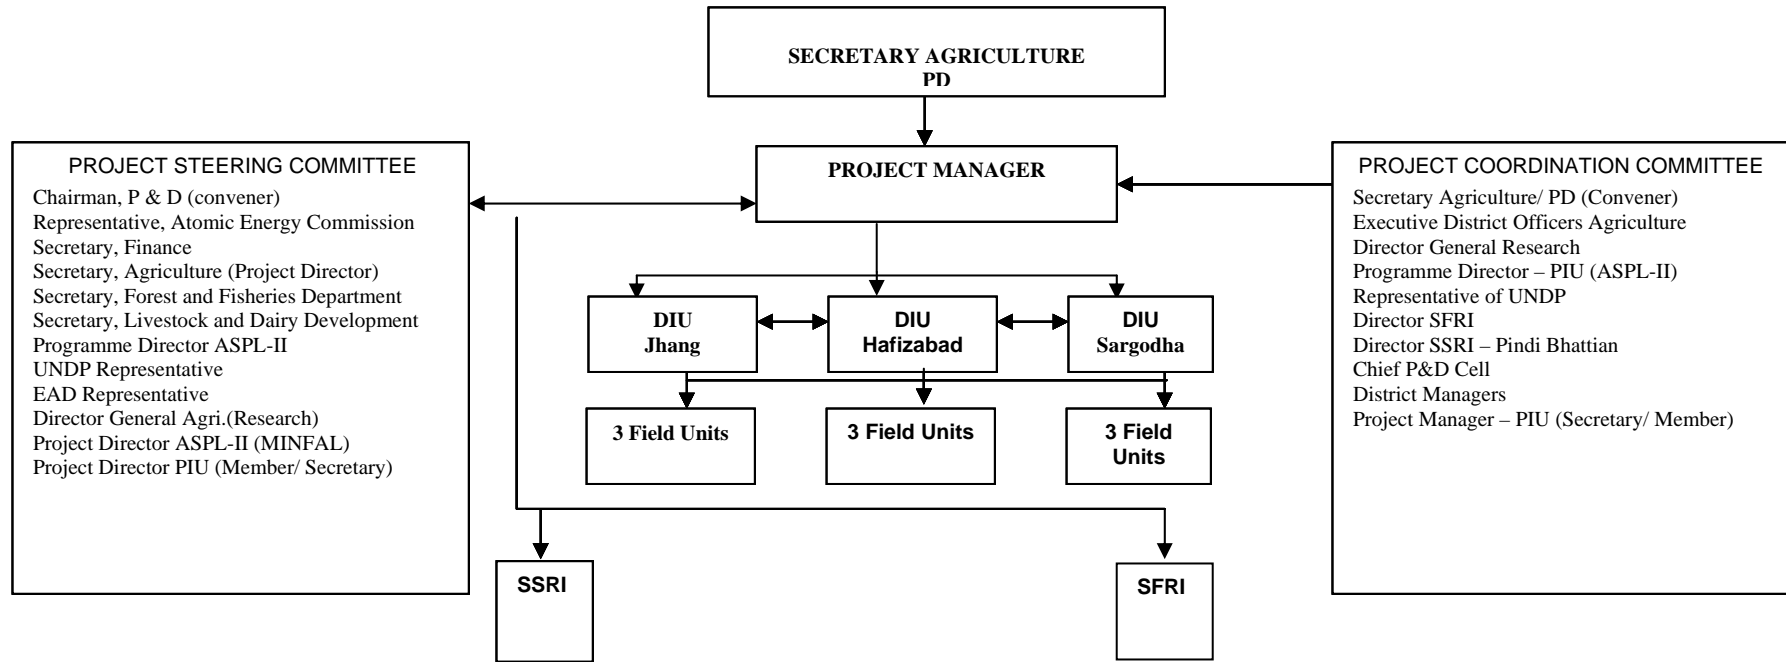 SECRETARY AGRICULTURE
PD
PROJECT STEERING COMMITTEE
Chairman, P & D (convener)
Representative, Atomic Energy Commission
Secretary, Finance
Secretary, Agriculture (Project Director)
Secretary, Forest and Fisheries Department
Secretary, Livestock and Dairy Development
Programme Director ASPL-II
UNDP Representative
EAD Representative
Director General Agri.(Research)
Project Director ASPL-II (MINFAL)
Project Director PIU (Member/ Secretary)
PROJECT MANAGER
PROJECT COORDINATION COMMITTEE
Secretary Agriculture/ PD (Convener)
Executive District Officers Agriculture
Director General Research
Programme Director – PIU (ASPL-II)
Representative of UNDP
Director SFRI
Director SSRI – Pindi Bhattian
Chief P&D Cell
District Managers
Project Manager – PIU (Secretary/ Member)
DIU
Jhang
DIU
Hafizabad
DIU
Sargodha
3 Field Units
3 Field Units
3 Field
Units
SSRI
SFRI